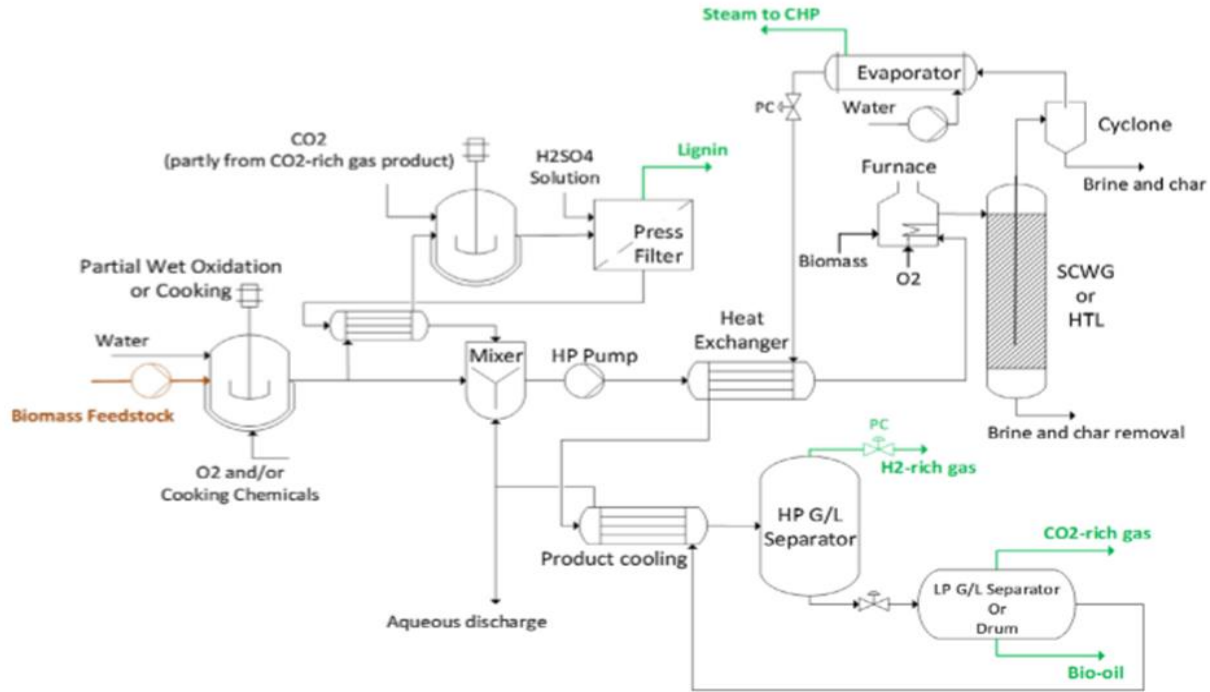 Steam to CHP
Evaporator
PC
Water
Cyclone
CO2
(partly from CO2-rich gas product)
H2SO4
Solution
Lignin
Furnace
Brine and char
Press
Filter
Biomass
O2
SCWG
or
HTL
Partial Wet Oxidation
or Cooking
Water
Biomass Feedstock
O2 and/or
Cooking Chemicals
Mixer
HP Pump
Heat
Exchanger
Brine and char removal
PC
H2-rich gas
HP G/L
Separator
Product cooling
Aqueous discharge
CO2-rich gas
LP G/L Separator
Or
Drum
Bio-oil